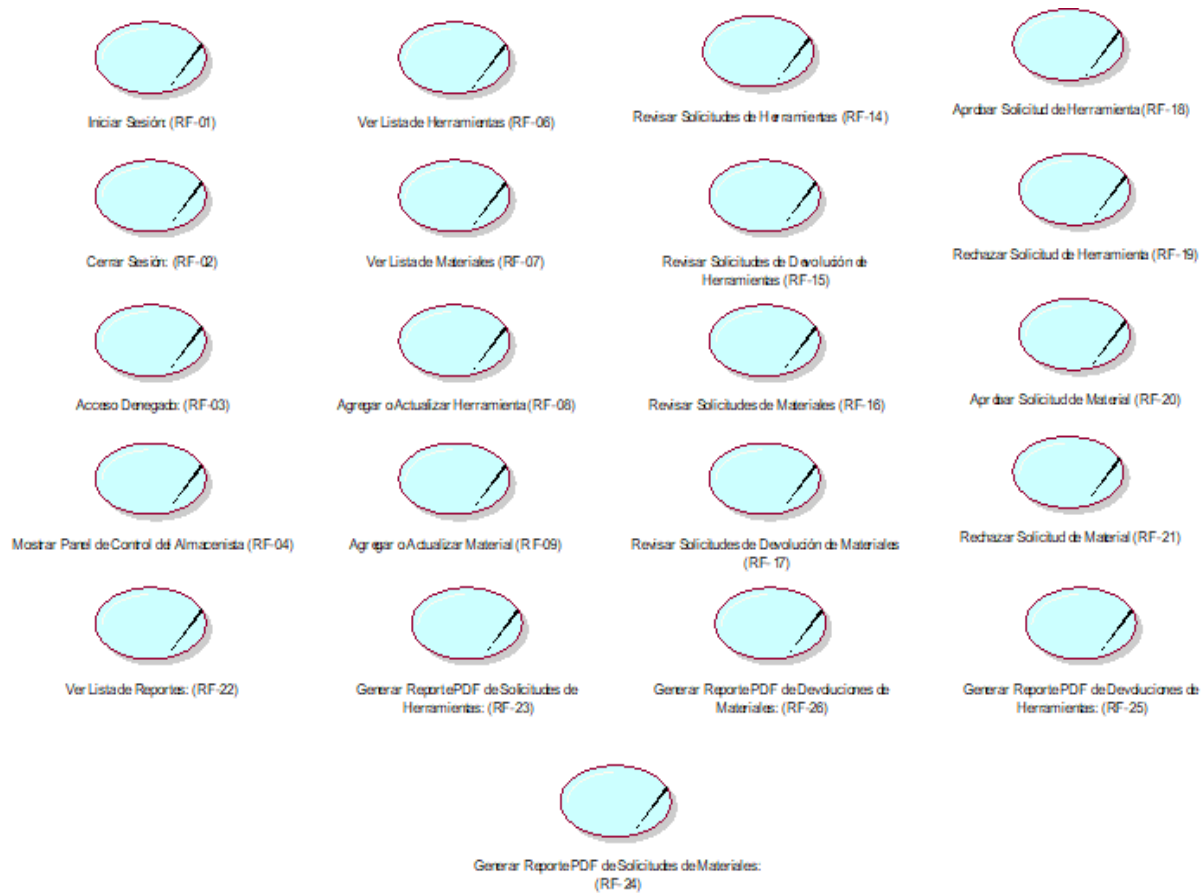 Iniciar Sesión: (RF-01)
Ver Lista de Herramientas (RF-06)
Revisar Solicitudes de Herramientas (RF-14)
Aprobar Solicitud de Herramienta (RF-18)
Cerrar Sesión: (RF-02)
Ver Lista de Materiales (RF-07)
Revisar Solicitudes de Devolución de
Herramientas (RF-15)
Rechazar Solicitud de Herramienta (RF-19)
Acceso Denegado: (RF-03)
Agregar o Actualizar Herramienta (RF-08)
Revisar Solicitudes de Materiales (RF-16)
Aprobar Solicitud de Material (RF-20)
Mostrar Panel de Control del Almacenista (RF-04)
Agregar o Actualizar Material (RF-09)
Revisar Solicitudes de Devolución de Materiales
(RF-17)
Rechazar Solicitud de Material (RF-21)
Ver Lista de Reportes: (RF-22)
Generar Reporte PDF de Solicitudes de
Herramientas: (RF-23)
Generar Reporte PDF de Devoluciones de
Materiales: (RF-26)
Generar Reporte PDF de Devoluciones de
Herramientas: (RF-25)
Generar Reporte PDF de Solicitudes de Materiales:
(RF-24)